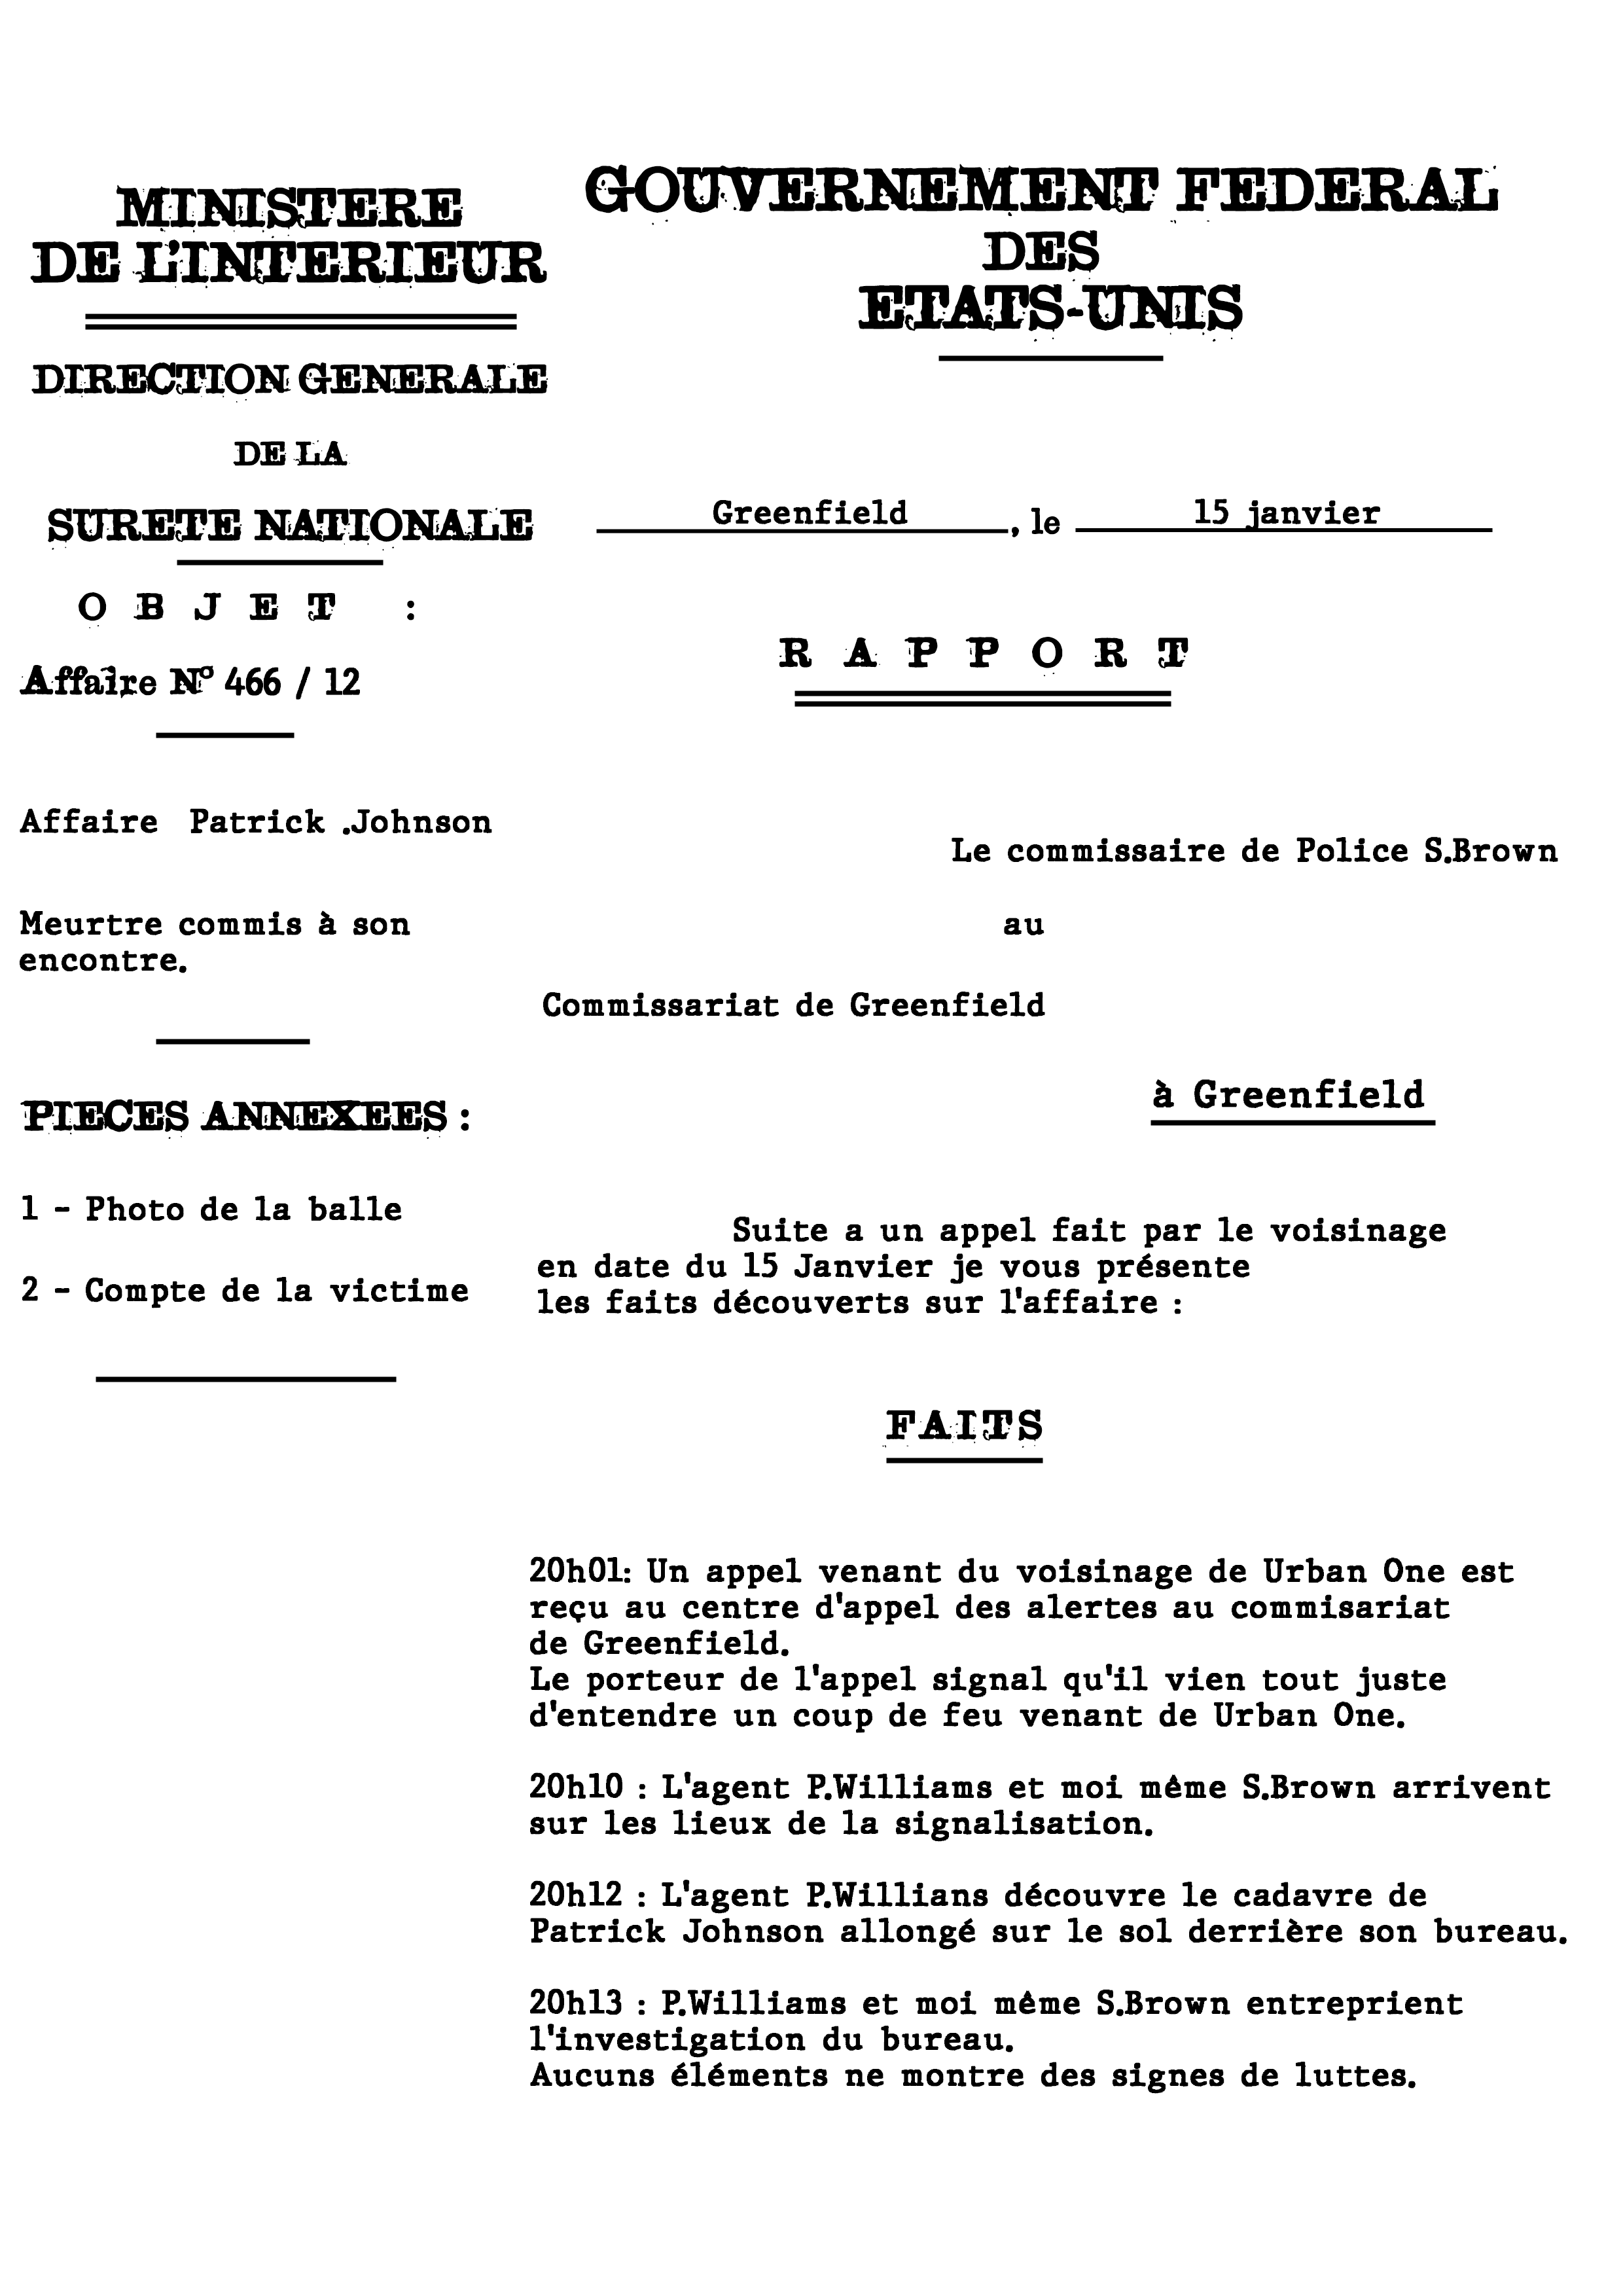 MINISTERE
DE L'INTERIEUR
DIRECTION GENERALE
DE LA
SURETE NATIONALE
OBJET :
Affaire N° 466 / 12
Affaire Patrick .Johnson
Meurtre commis à son
encontre.
PIECES ANNEXEES :
1 - Photo de la balle
2 - Compte de la victime
GOUVERNEMENT FEDERAL
DES
ETATS-UNIS
Greenfield, le 15 janvier
RAPPORT
Le commissaire de Police S.Brown
au
Commissariat de Greenfield
à Greenfield
Suite a un appel fait par le voisinage
en date du 15 Janvier je vous présente
les faits découverts sur l'affaire :
FAITS
20h01: Un appel venant du voisinage de Urban One est
reçu au centre d'appel des alertes au commisariat
de Greenfield.
Le porteur de l'appel signal qu'il vien tout juste
d'entendre un coup de feu venant de Urban One.
20h10 : L'agent P.Williams et moi même S.Brown arrivent
sur les lieux de la signalisation.
20h12 : L'agent P.Willians découvre le cadavre de
Patrick Johnson allongé sur le sol derrière son bureau.
20h13 : P.Williams et moi même S.Brown entreprient
l'investigation du bureau.
Aucuns éléments ne montre des signes de luttes.